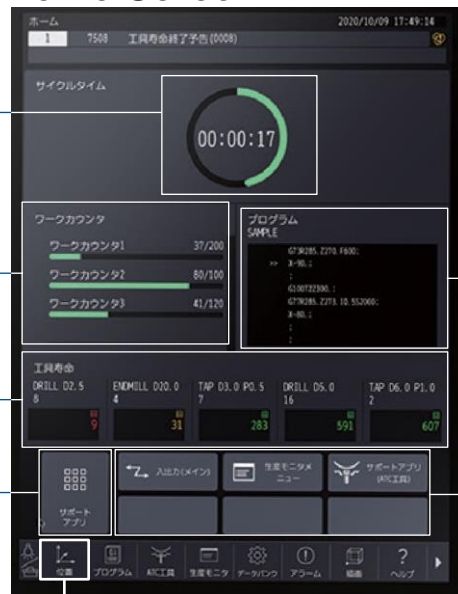 ホーム 2020/10/09 17:49:14
1 7508 工具寿命終了予告(0008)
サイクルタイム
00:00:17
ワークカウンタ
ワークカウンタ1 37/200
ワークカウンタ2 80/100
ワークカウンタ3 41/120
プログラム
SAMPLE
G173R285.Z270.F600;
>> X-90.;
;
G100T2Z300.;
;
X-80.;
;
;
工具寿命
DRILL D2.5 ENDMILL D20.0 TAP D3.0 P0.5 DRILL D5.0 TAP D6.0 P1.0
8 4 7 16 2
9 31 283 591 607
サポート
アプリ
入出力(メイン)
生産モニタメ
ニュー
サポートアプリ
(ATC工具)
位置 プログラム ATC工具 生産モニタ データバンク アラーム 描画 ヘルプ